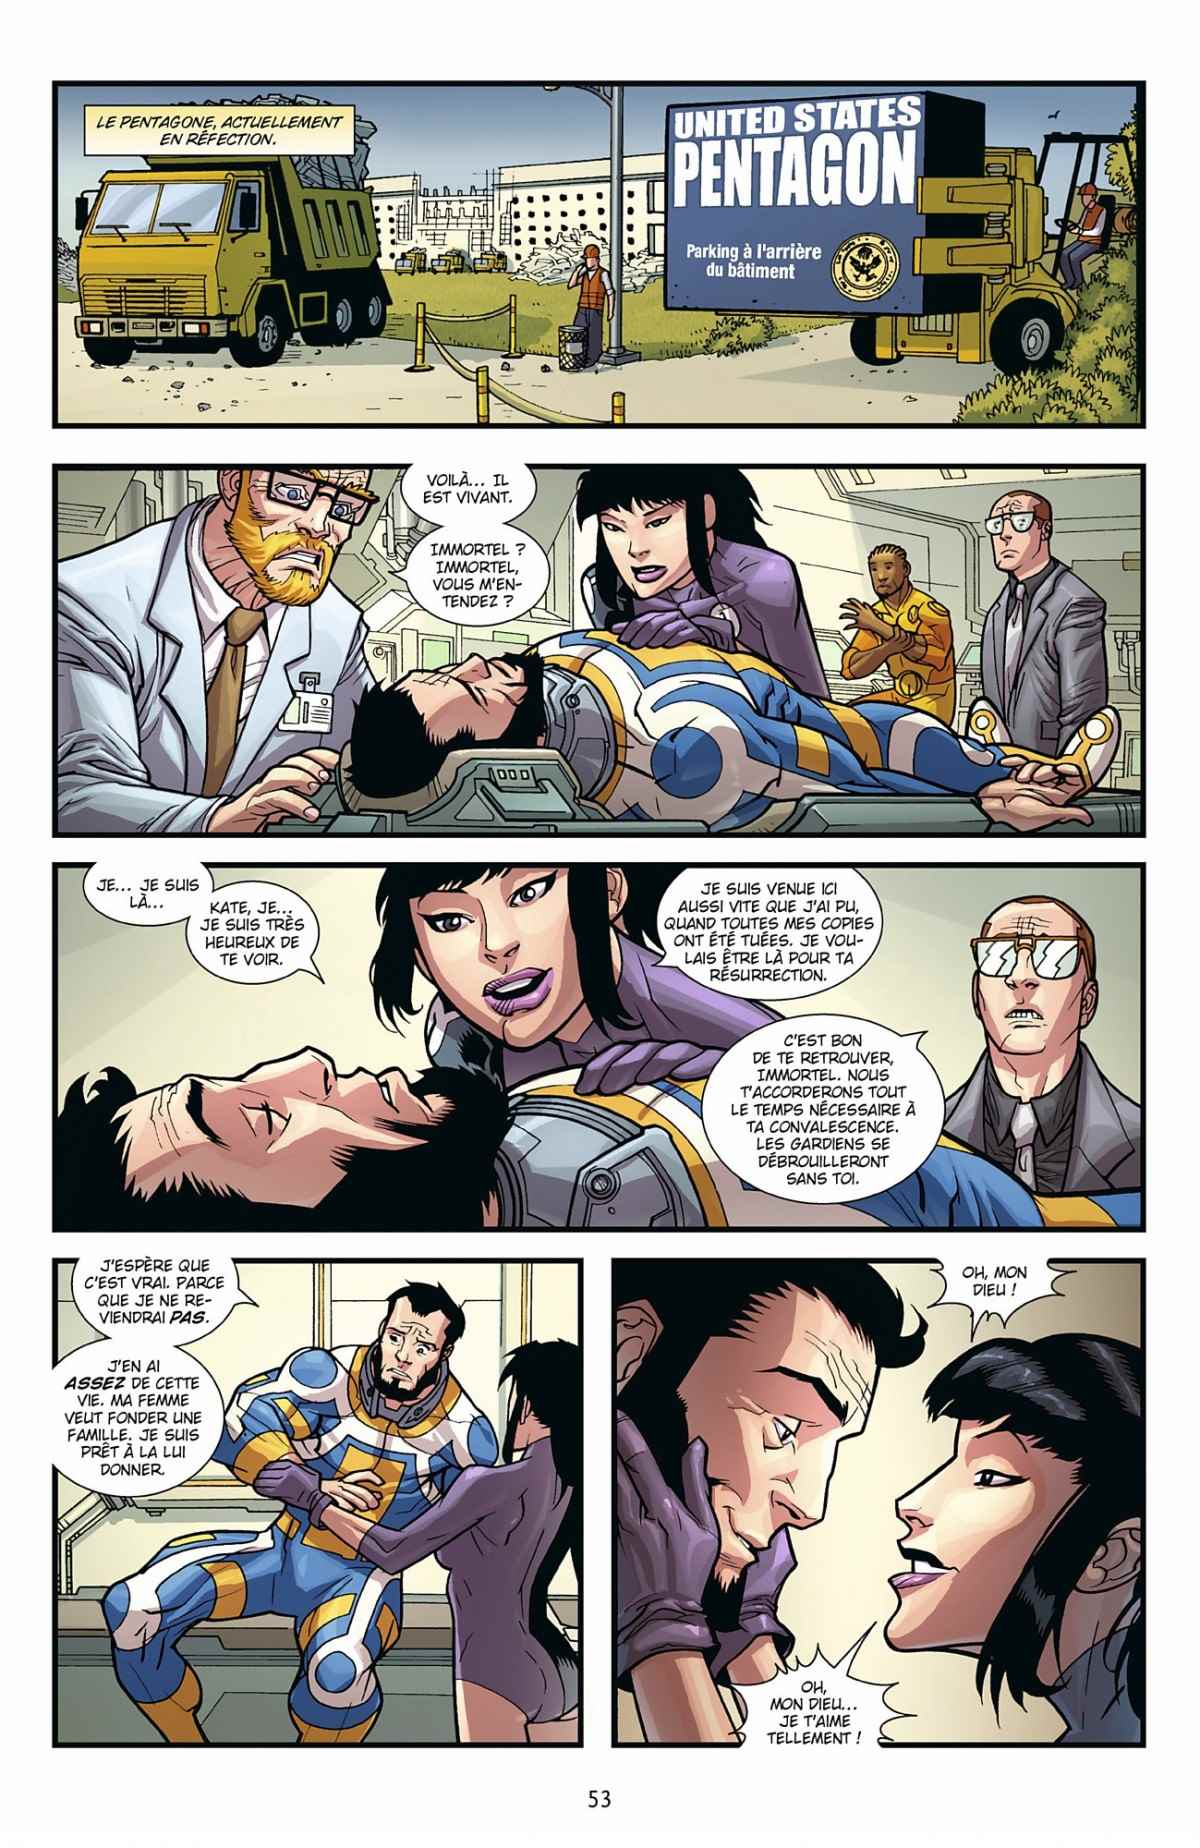 LE PENTAGONE, ACTUELLEMENT
EN RÉFECTION.
UNITED STATES
PENTAGON
Parking à l'arrière
du bâtiment
VOILÀ... IL
EST VIVANT.
IMMORTEL ?
IMMORTEL,
VOUS M'EN-
TENDEZ ?
JE... JE SUIS
LÀ...
KATE, JE...
JE SUIS TRÈS
HEUREUX DE
TE VOIR.
JE SUIS VENUE ICI
AUSSI VITE QUE J'AI PU,
QUAND TOUTES MES COPIES
ONT ÉTÉ TUÉES. JE VOU-
LAIS ÊTRE LÀ POUR TA
RÉSURRECTION.
C'EST BON
DE TE RETROUVER,
IMMORTEL. NOUS
T'ACCORDERONS TOUT
LE TEMPS NÉCESSAIRE À
TA CONVALESCENCE.
LES GARDIENS SE
DÉBROUILLERONT
SANS TOI.
J'ESPÈRE QUE
C'EST VRAI. PARCE
QUE JE NE RE-
VIENDRAI PAS.
J'EN AI
ASSEZ DE CETTE
VIE. MA FEMME
VEUT FONDER UNE
FAMILLE. JE SUIS
PRÊT À LA LUI
DONNER.
OH, MON
DIEU !
OH,
MON DIEU...
JE T'AIME
TELLEMENT !
53